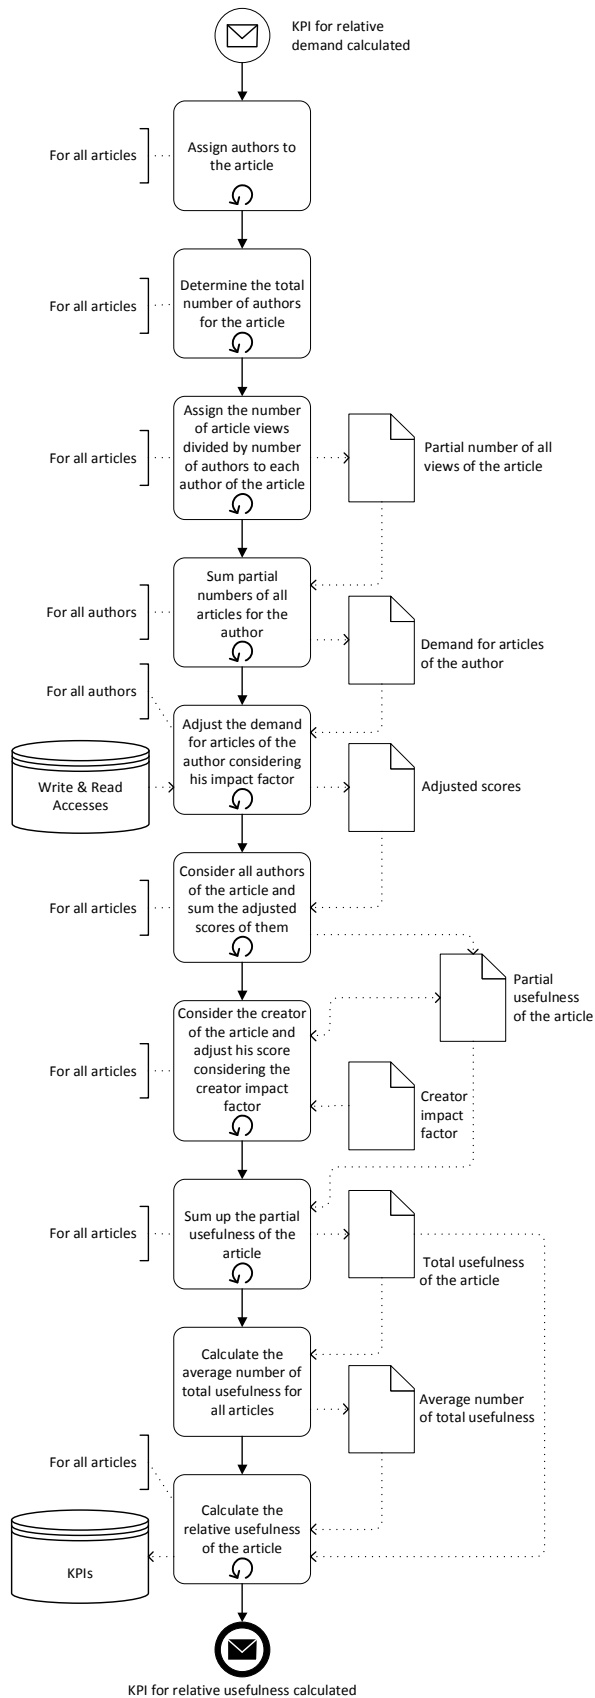 KPI for relative
demand calculated
For all articles
Assign authors to
the article
For all articles
Determine the total
number of authors
for the article
For all articles
Assign the number
of article views
divided by number
of authors to each
author of the article
Partial number of all
views of the article
For all authors
Sum partial
numbers of all
articles for the
author
Demand for articles
of the author
For all authors
Adjust the demand
for articles of the
author considering
his impact factor
Write & Read
Accesses
Adjusted scores
For all articles
Consider all authors
of the article and
sum the adjusted
scores of them
Partial
usefulness
of the article
For all articles
Consider the creator
of the article and
adjust his score
considering the
creator impact
factor
Creator
impact
factor
For all articles
Sum up the partial
usefulness of the
article
Total usefulness
of the article
Calculate the
average number of
total usefulness for
all articles
Average number
of total usefulness
For all articles
Calculate the
relative usefulness
of the article
KPIs
KPI for relative usefulness calculated